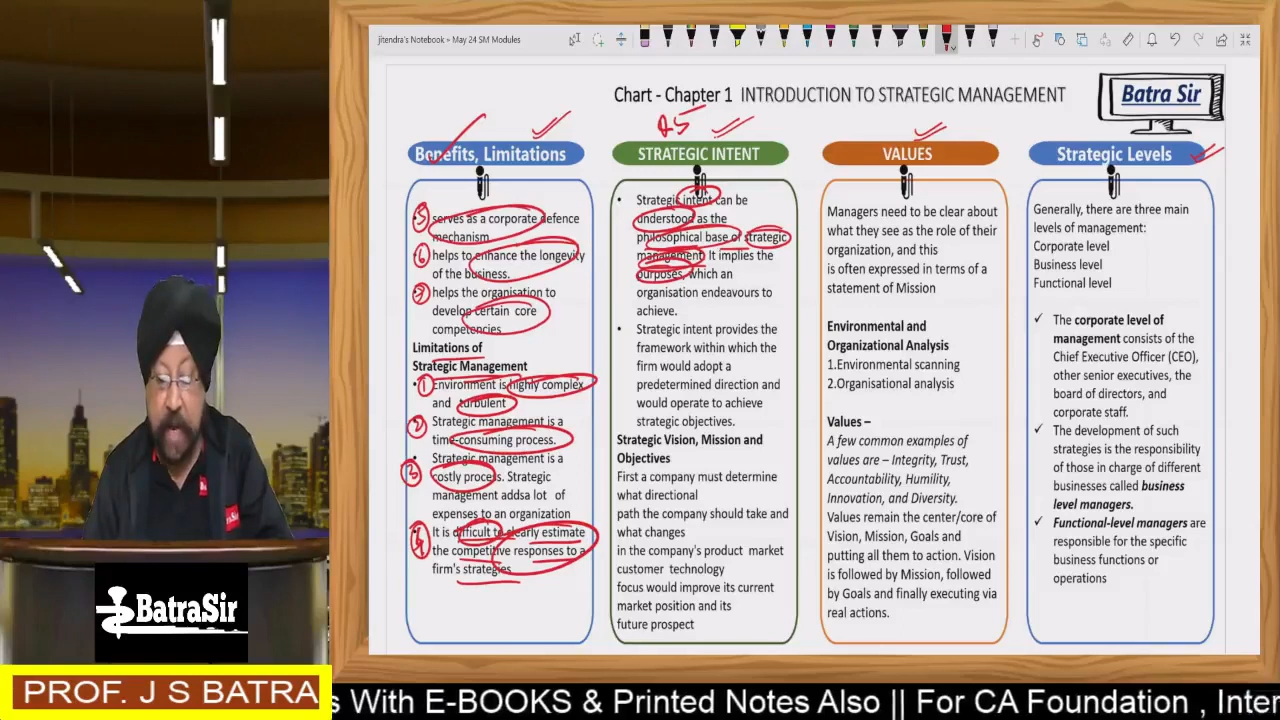 Jitendra's Notebook » May 24 SM Modules
Chart - Chapter 1 INTRODUCTION TO STRATEGIC MANAGEMENT
Batra Sir
Benefits, Limitations
5
serves as a corporate defence
mechanism
6
helps to enhance the longevity
of the business.
7
helps the organisation to
develop certain core
competencies
Limitations of
Strategic Management
1
Environment is highly complex
and turbulent
2
Strategic management is a
time-consuming process.
3
• Strategic management is a
costly process. Strategic
management addsa lot of
expenses to an organization
4
It is difficult to clearly estimate
the competitive responses to a
firm's strategies
STRATEGIC INTENT
• Strategic intent can be
understood as the
philosophical base of strategic
management. It implies the
purposes, which an
organisation endeavours to
achieve.
• Strategic intent provides the
framework within which the
firm would adopt a
predetermined direction and
would operate to achieve
strategic objectives.
Strategic Vision, Mission and
Objectives
First a company must determine
what directional
path the company should take and
what changes
in the company's product market
customer technology
focus would improve its current
market position and its
future prospect
VALUES
Managers need to be clear about
what they see as the role of their
organization, and this
is often expressed in terms of a
statement of Mission
Environmental and
Organizational Analysis
1.Environmental scanning
2.Organisational analysis
Values –
A few common examples of
values are – Integrity, Trust,
Accountability, Humility,
Innovation, and Diversity.
Values remain the center/core of
Vision, Mission, Goals and
putting all them to action. Vision
is followed by Mission, followed
by Goals and finally executing via
real actions.
Strategic Levels
Generally, there are three main
levels of management:
Corporate level
Business level
Functional level
✓ The corporate level of
management consists of the
Chief Executive Officer (CEO),
other senior executives, the
board of directors, and
corporate staff.
✓ The development of such
strategies is the responsibility
of those in charge of different
businesses called business
level managers.
✓ Functional-level managers are
responsible for the specific
business functions or
operations
BatraSir
BatraSir
PROF. J S BATRA
s With E-BOOKS & Printed Notes Also || For CA Foundation , Inter